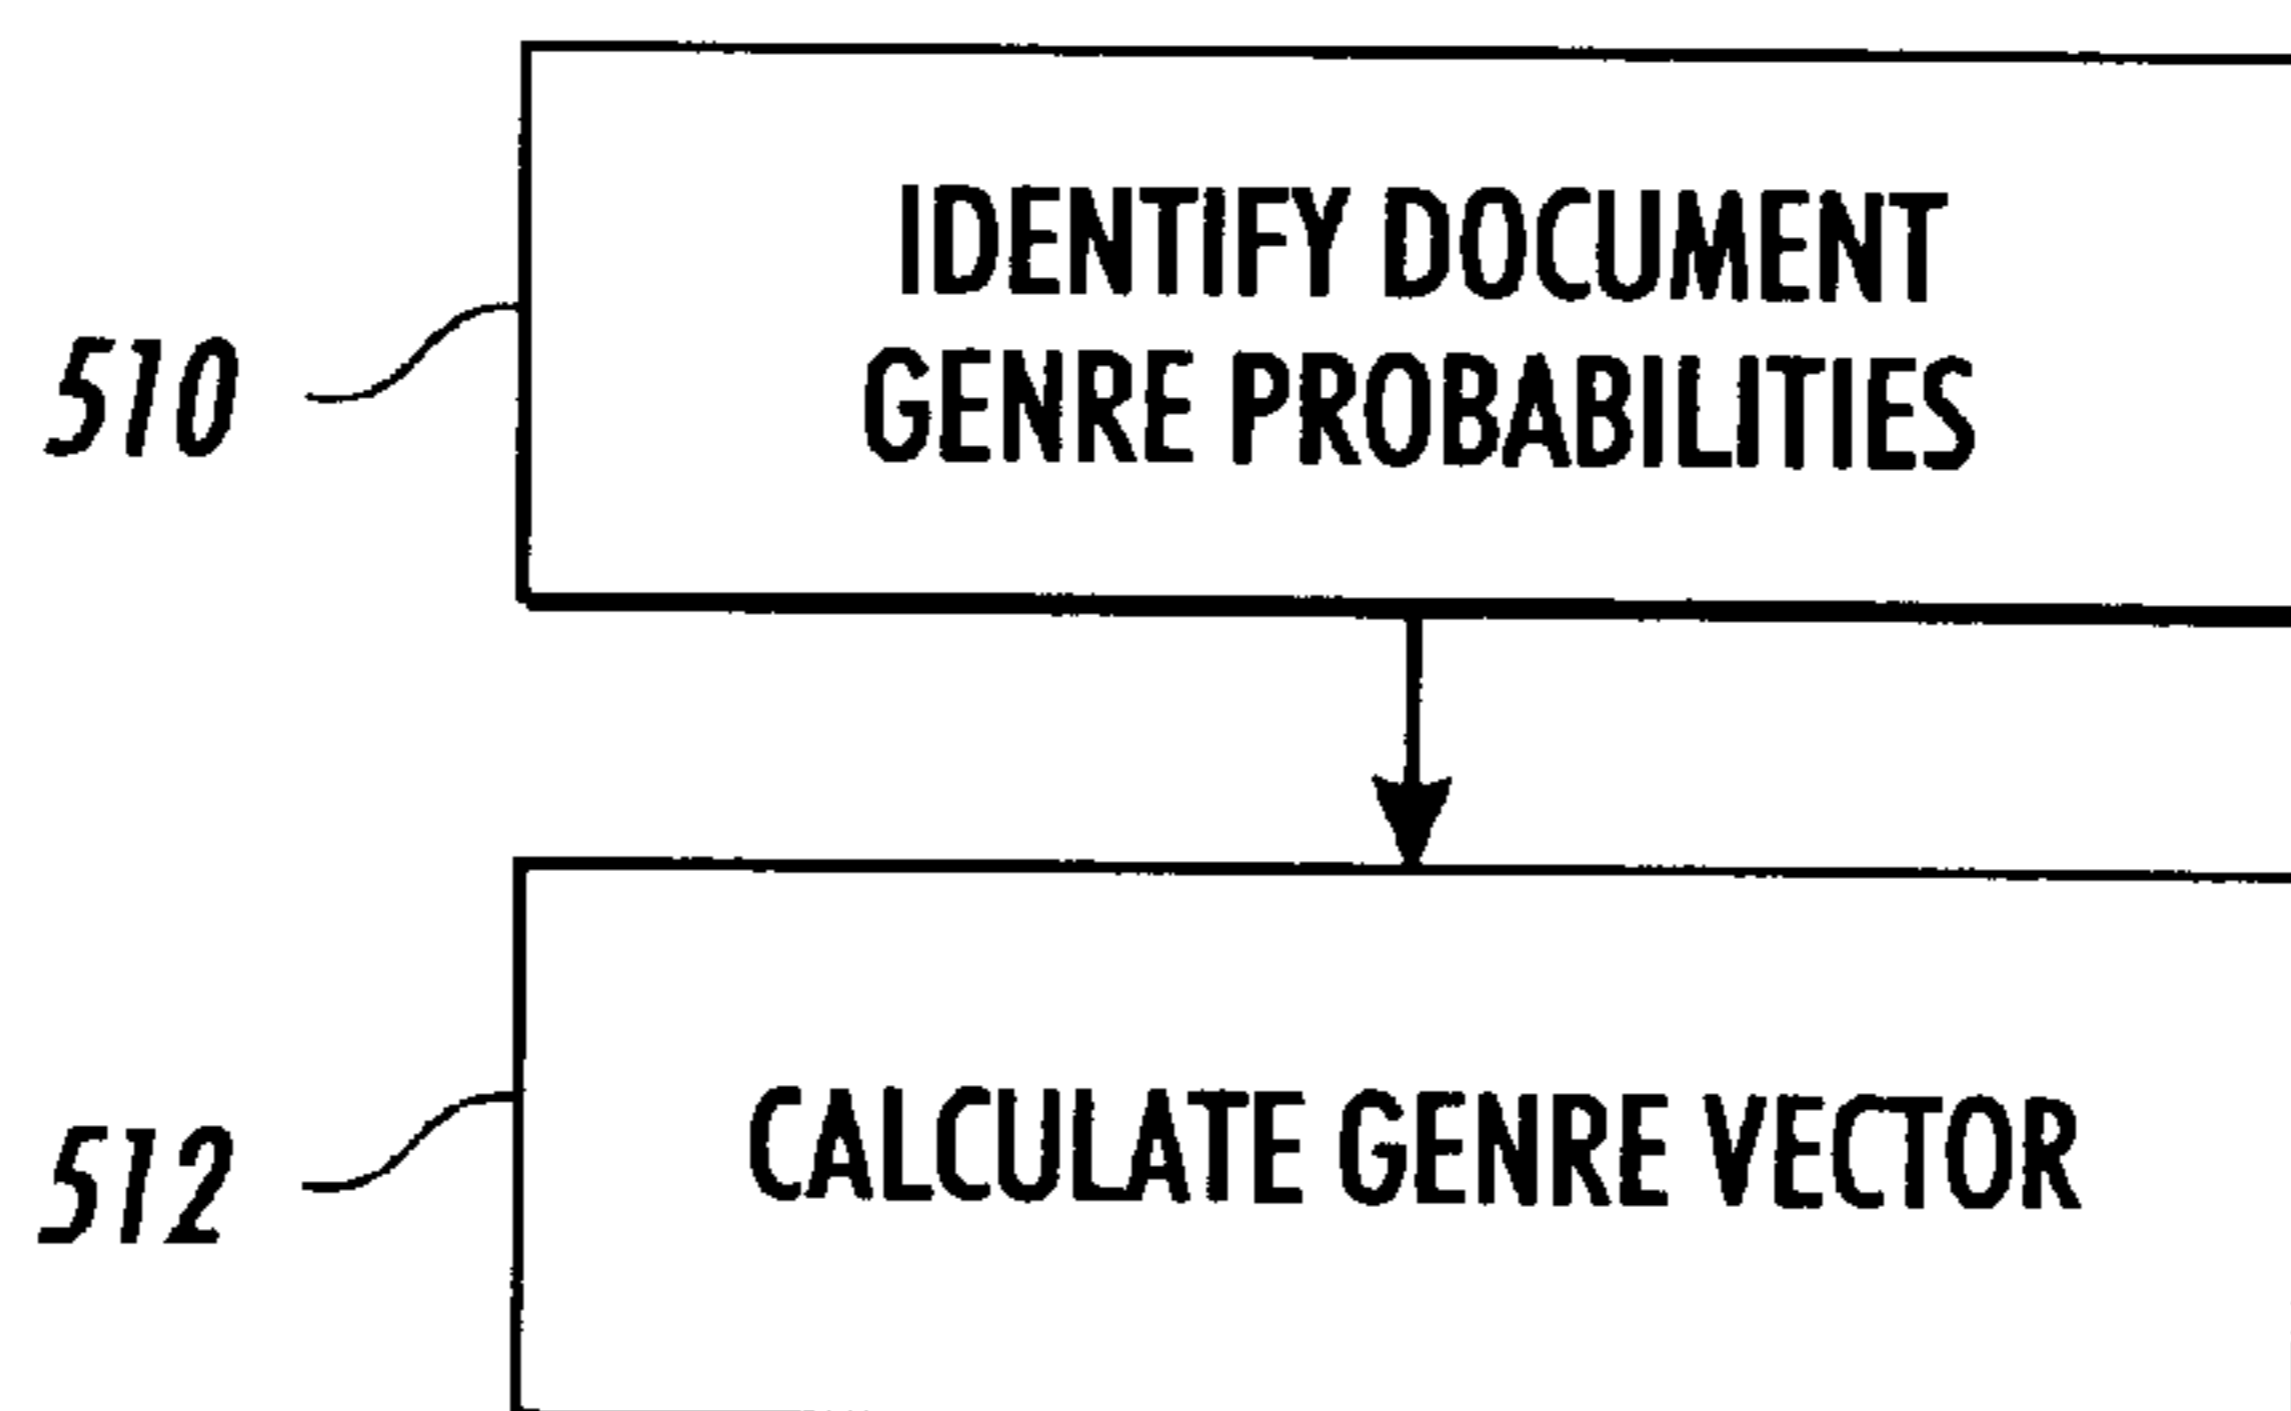 IDENTIFY DOCUMENT
GENRE PROBABILITIES
510
CALCULATE GENRE VECTOR
512